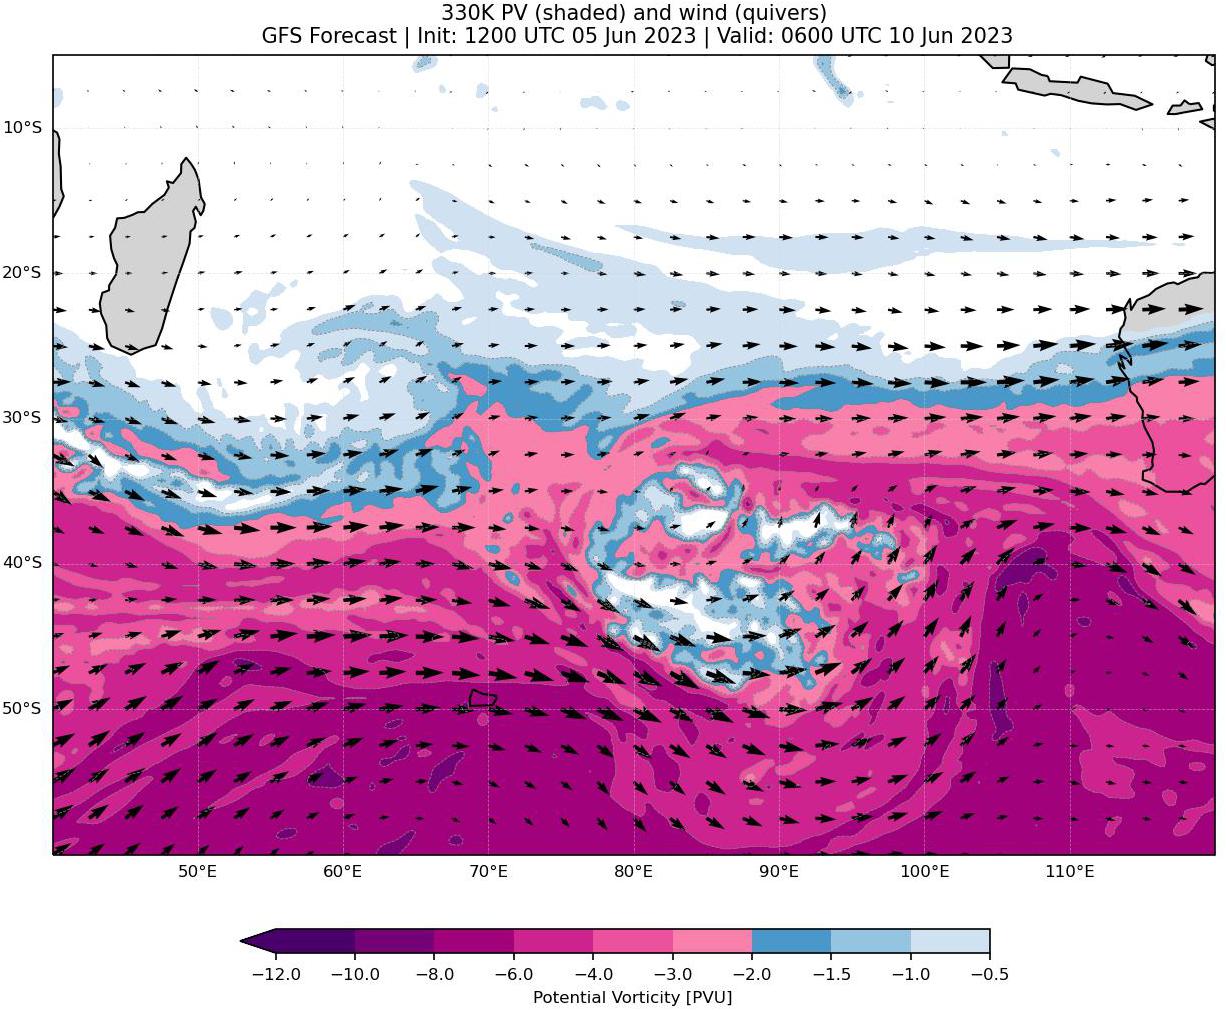 330K PV (shaded) and wind (quivers)
GFS Forecast | Init: 1200 UTC 05 Jun 2023 | Valid: 0600 UTC 10 Jun 2023
10°S
20°S
30°S
40°S
50°S
50°E 60°E 70°E 80°E 90°E 100°E 110°E
−12.0 −10.0 −8.0 −6.0 −4.0 −3.0 −2.0 −1.5 −1.0 −0.5
Potential Vorticity [PVU]